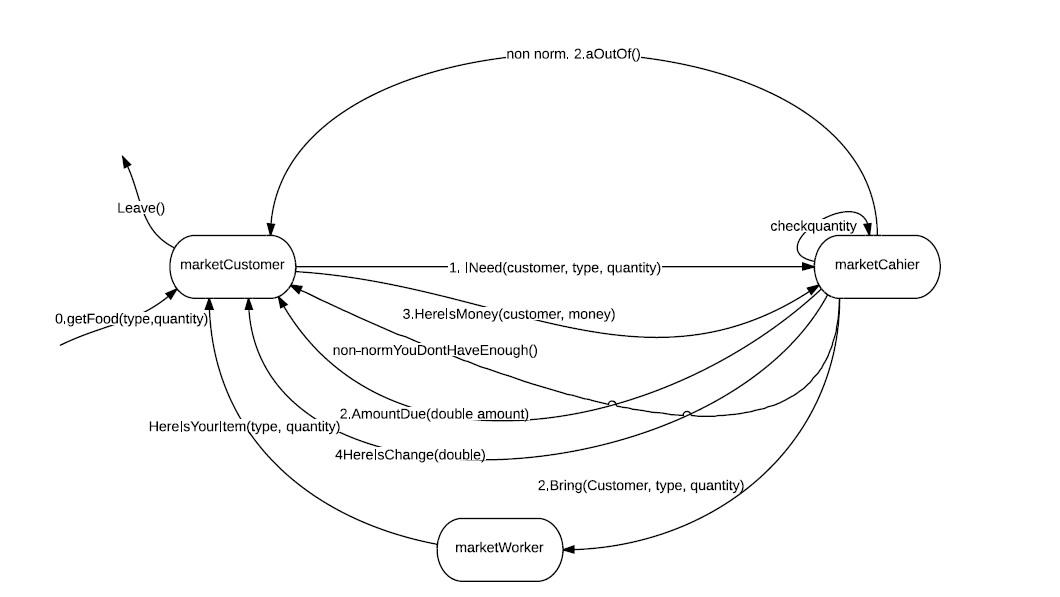 non norm. 2.aOutOf()
Leave()
checkquantity
marketCustomer
1. INeed(customer, type, quantity)
marketCahier
0.getFood(type,quantity)
3.HereIsMoney(customer, money)
non-normYouDontHaveEnough()
2.AmountDue(double amount)
HereIsYourItem(type, quantity)
4HereIsChange(double)
2,Bring(Customer, type, quantity)
marketWorker